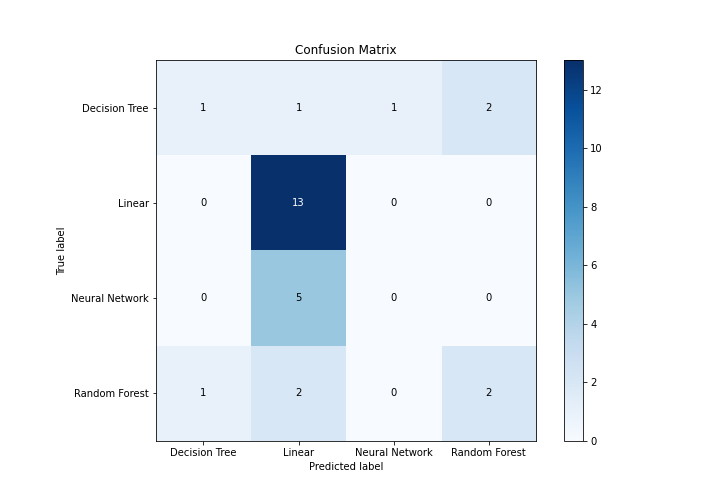 Confusion Matrix
Decision Tree 1 1 1 2
Linear 0 13 0 0
Neural Network 0 5 0 0
Random Forest 1 2 0 2
Decision Tree Linear Neural Network Random Forest
Predicted label
True label
12
10
8
6
4
2
0